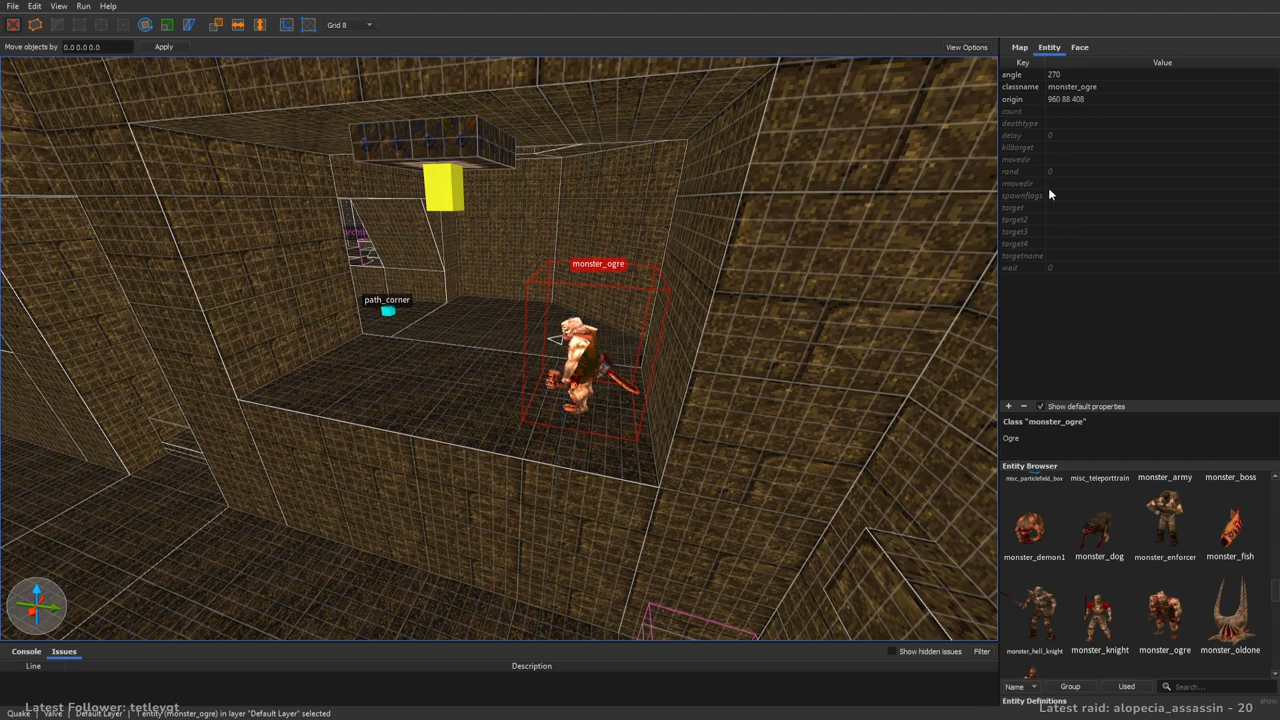 File Edit View Run Help
Grid 8
Move objects by 0.0 0.0 0.0 Apply View Options
Map Entity Face
Key Value
angle 270
classname monster_ogre
origin 960 88 408
count
deathtype
delay 0
killtarget
movedir
rand 0
rmovedir
spawnflags
target
target2
target3
target4
targetname
wait 0
monster_ogre
path_corner
+ − Show default properties
Class "monster_ogre"
Ogre
Entity Browser
misc_particlefield_box misc_teleporttrain monster_army monster_boss
monster_demon1 monster_dog monster_enforcer monster_fish
monster_hell_knight monster_knight monster_ogre monster_oldone
Name Group Used Search...
Entity Definitions
Console Issues Show hidden issues Filter
Line Description
Latest Follower: tetleyqt
Latest raid: alopecia_assassin - 20
Quake Valve Default Layer 1 entity (monster_ogre) in layer "Default Layer" selected